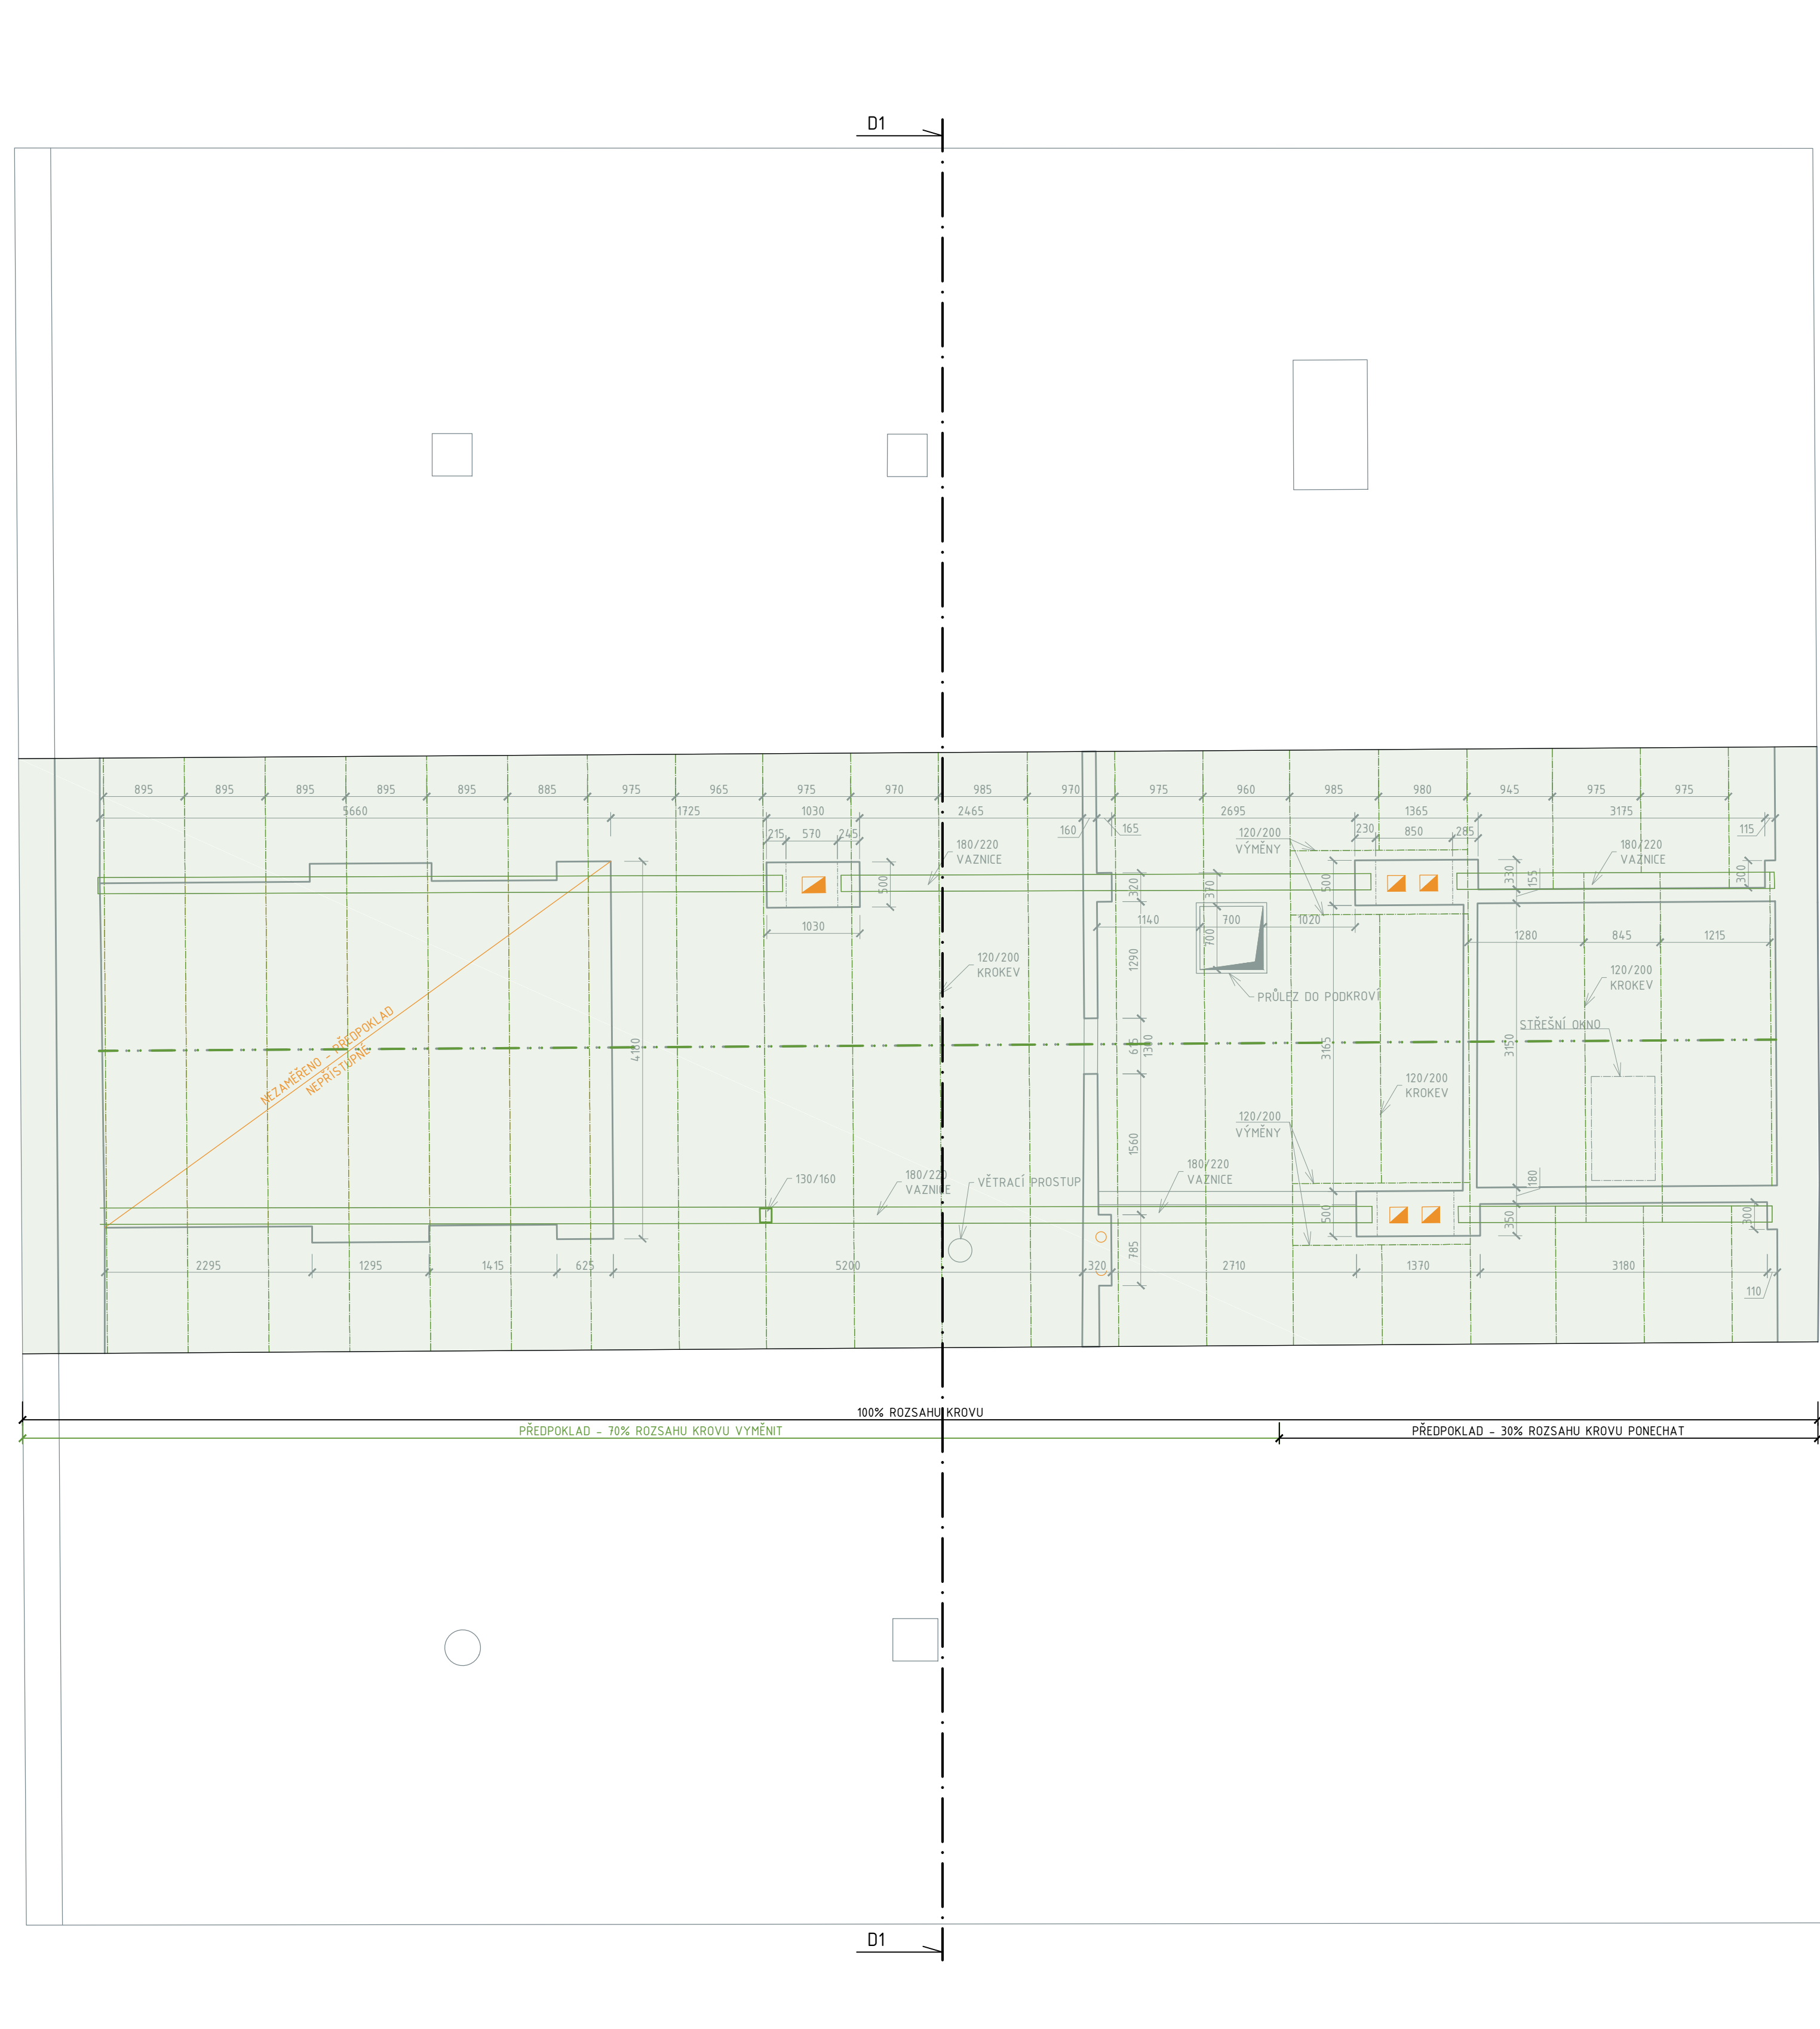 D1
895 895 895 895 895 885 975 965 975 970 985 970 975 960 985 980 945 975 975
5660 1725 1030 2465 2695 1365 3175
160 165 115
215 570 245
230 850 285
120/200
VÝMĚNY
180/220
VAZNICE
180/220
VAZNICE
500
320
370
500
330
155
300
1030
1140 700 1020
700
1280 845 1215
1290
120/200
KROKEV
PRŮLEZ DO PODKROVÍ
120/200
KROKEV
STŘEŠNÍ OKNO
NEZAMĚŘENO - PŘEDPOKLAD
NEPŘÍSTUPNÉ
4180
615
1300
3165
3150
120/200
KROKEV
120/200
VÝMĚNY
1560
130/160
180/220
VAZNICE
VĚTRACÍ PROSTUP
180/220
VAZNICE
180
500
350
300
785
2295 1295 1415 625 5200 320 2710 1370 3180
110
100% ROZSAHU KROVU
PŘEDPOKLAD - 70% ROZSAHU KROVU VYMĚNIT
PŘEDPOKLAD - 30% ROZSAHU KROVU PONECHAT
D1